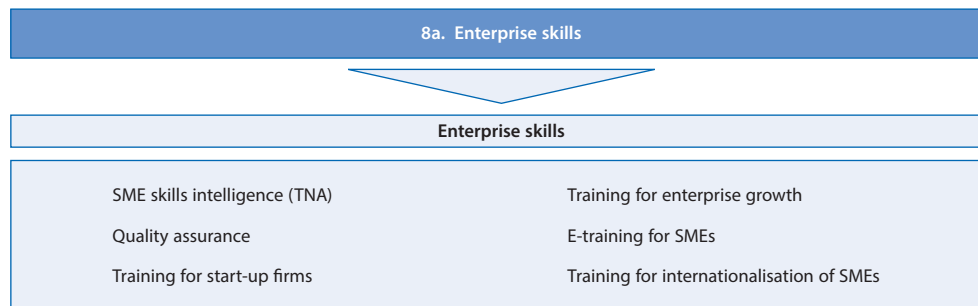 8a. Enterprise skills
Enterprise skills
SME skills intelligence (TNA)
Quality assurance
Training for start-up firms
Training for enterprise growth
E-training for SMEs
Training for internationalisation of SMEs